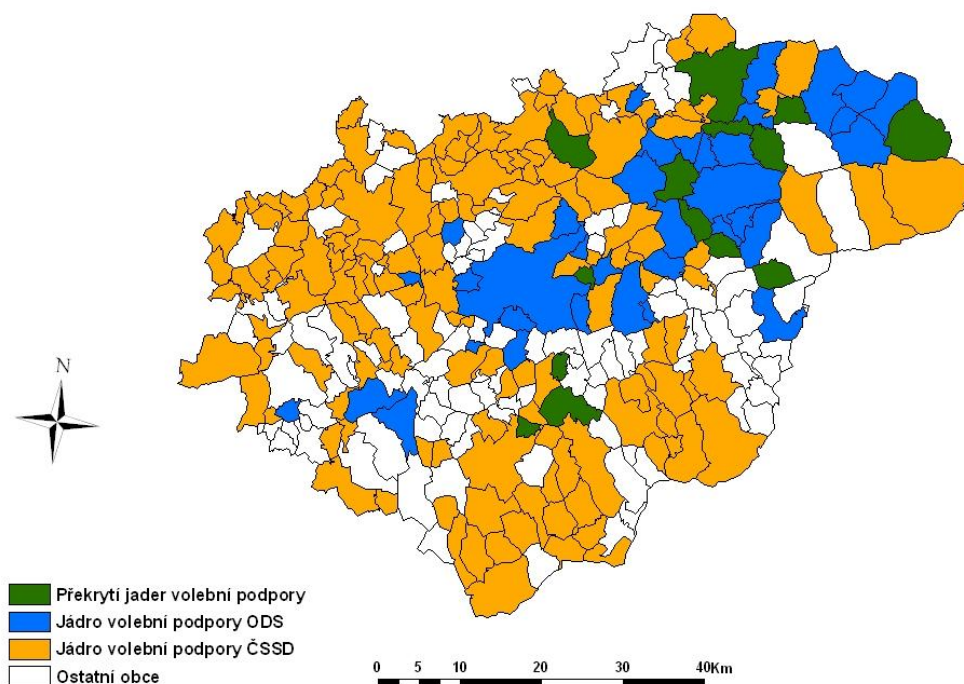 N
Překrytí jader volební podpory
Jádro volební podpory ODS
Jádro volební podpory ČSSD
Ostatní obce
0 5 10 20 30 40Km